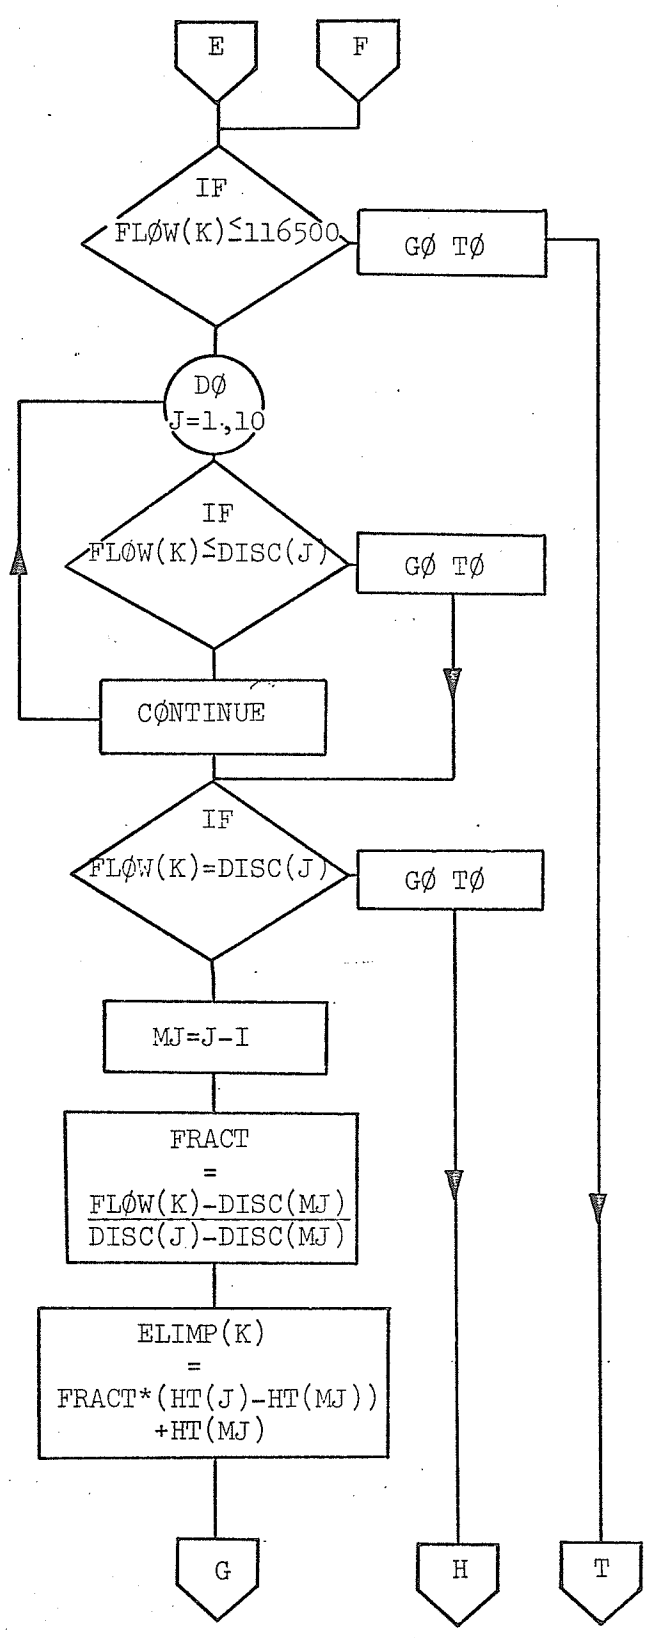 E
F
IF
FLØW(K)≤116500
GØ TØ
DØ
J=1,10
IF
FLØW(K)≤DISC(J)
GØ TØ
CØNTINUE
IF
FLØW(K)=DISC(J)
GØ TØ
MJ=J-I
FRACT
=
FLØW(K)-DISC(MJ)
DISC(J)-DISC(MJ)
ELIMP(K)
=
FRACT*(HT(J)-HT(MJ))
+HT(MJ)
G
H
T